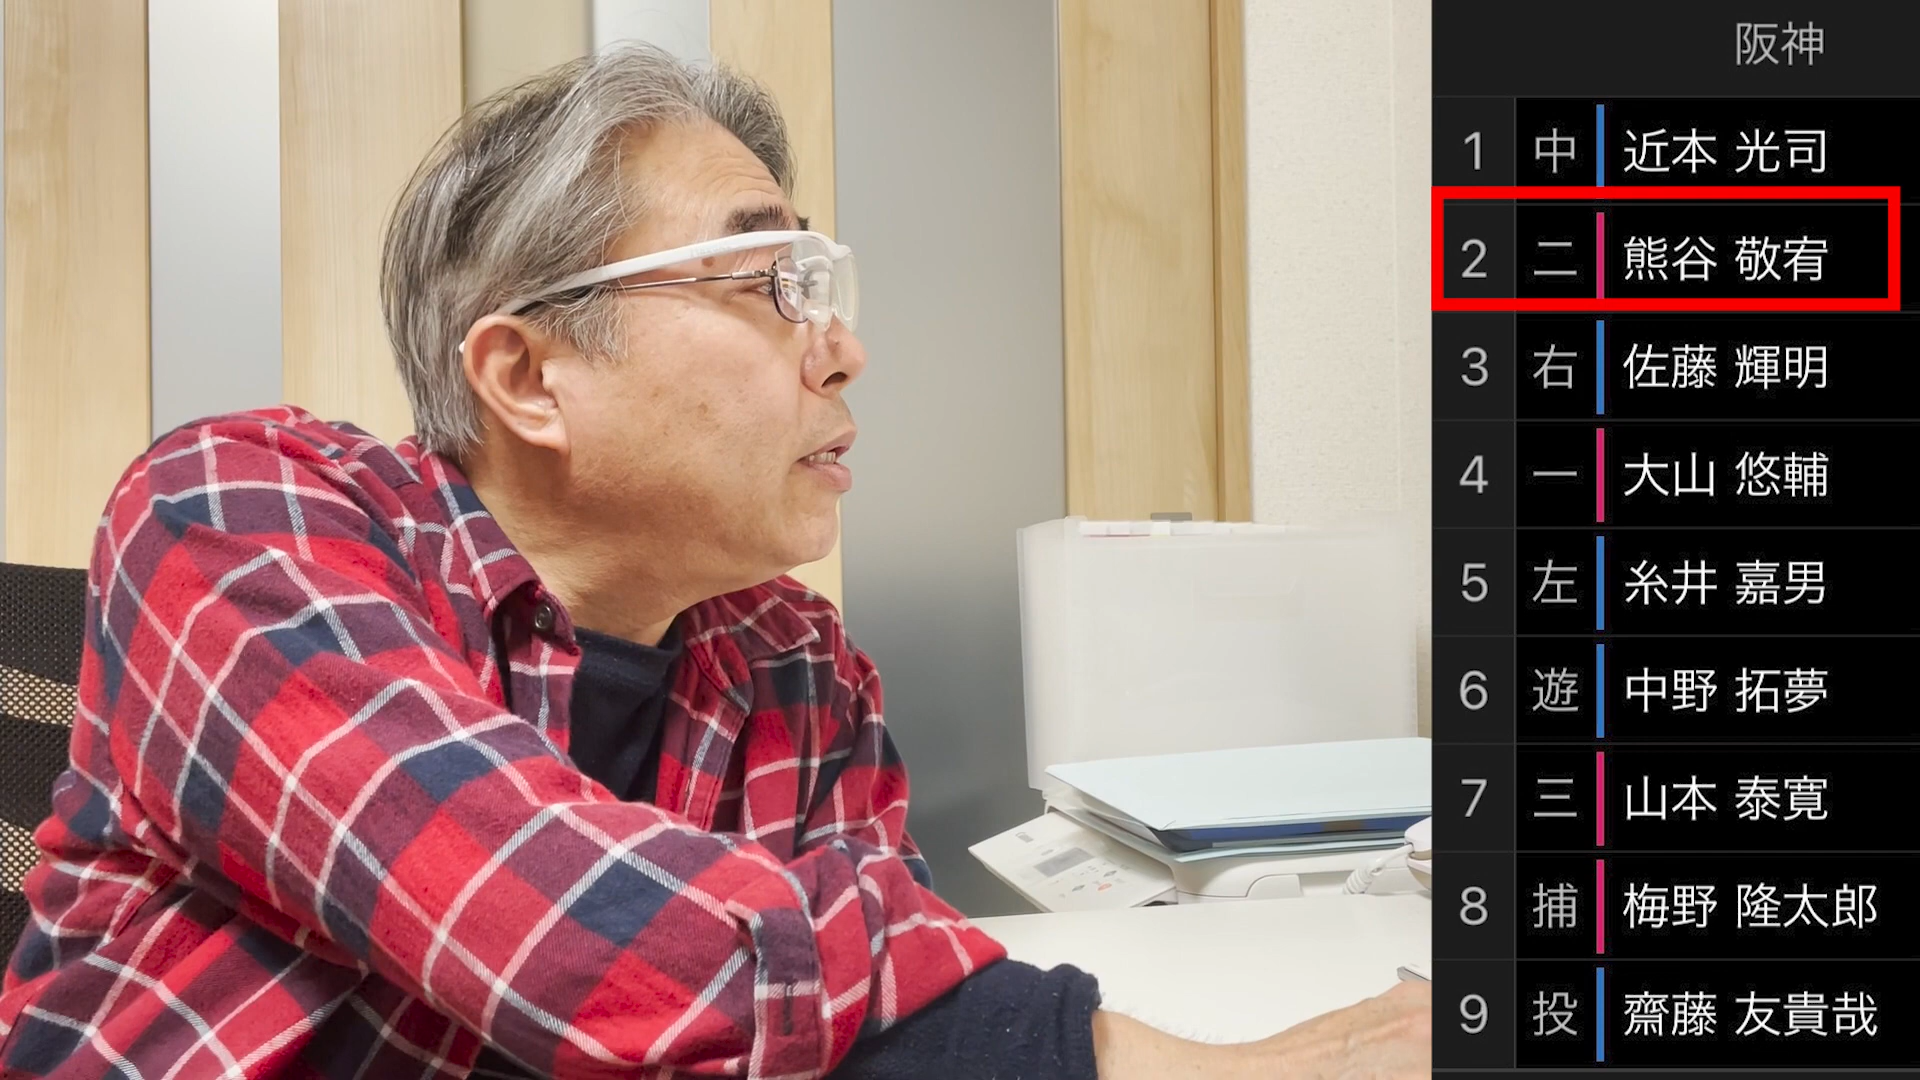 阪神
1 中 近本 光司
2 二 熊谷 敬宥
3 右 佐藤 輝明
4 一 大山 悠輔
5 左 糸井 嘉男
6 遊 中野 拓夢
7 三 山本 泰寛
8 捕 梅野 隆太郎
9 投 齋藤 友貴哉